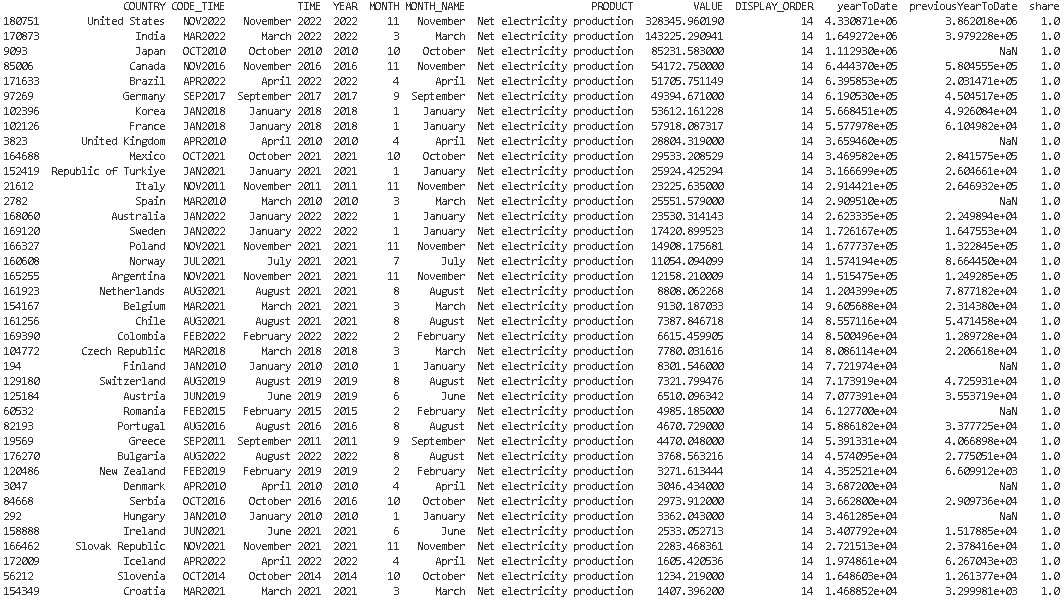 COUNTRY CODE_TIME TIME YEAR MONTH MONTH_NAME PRODUCT VALUE DISPLAY_ORDER yearToDate previousYearToDate share
180751 United States NOV2022 November 2022 2022 11 November Net electricity production 328345.960190 14 4.330871e+06 3.862018e+06 1.0
170873 India MAR2022 March 2022 2022 3 March Net electricity production 143225.290941 14 1.649272e+06 3.979228e+05 1.0
9093 Japan OCT2010 October 2010 2010 10 October Net electricity production 85231.583000 14 1.112930e+06 NaN 1.0
85006 Canada NOV2016 November 2016 2016 11 November Net electricity production 54172.750000 14 6.444370e+05 5.804555e+05 1.0
171633 Brazil APR2022 April 2022 2022 4 April Net electricity production 51705.751149 14 6.395853e+05 2.031471e+05 1.0
97269 Germany SEP2017 September 2017 2017 9 September Net electricity production 49394.671000 14 6.190530e+05 4.504517e+05 1.0
102396 Korea JAN2018 January 2018 2018 1 January Net electricity production 53612.161228 14 5.668451e+05 4.926084e+04 1.0
102126 France JAN2018 January 2018 2018 1 January Net electricity production 57918.087317 14 5.577978e+05 6.104982e+04 1.0
3823 United Kingdom APR2010 April 2010 2010 4 April Net electricity production 28804.319000 14 3.659460e+05 NaN 1.0
164688 Mexico OCT2021 October 2021 2021 10 October Net electricity production 29533.208529 14 3.469582e+05 2.841575e+05 1.0
152419 Republic of Turkiye JAN2021 January 2021 2021 1 January Net electricity production 25924.425294 14 3.166699e+05 2.604661e+04 1.0
21612 Italy NOV2011 November 2011 2011 11 November Net electricity production 23225.635000 14 2.914421e+05 2.646932e+05 1.0
2782 Spain MAR2010 March 2010 2010 3 March Net electricity production 25551.579000 14 2.909510e+05 NaN 1.0
168060 Australia JAN2022 January 2022 2022 1 January Net electricity production 23530.314143 14 2.623335e+05 2.249894e+04 1.0
169120 Sweden JAN2022 January 2022 2022 1 January Net electricity production 17420.899523 14 1.726167e+05 1.647553e+04 1.0
166327 Poland NOV2021 November 2021 2021 11 November Net electricity production 14908.175681 14 1.677737e+05 1.322845e+05 1.0
160608 Norway JUL2021 July 2021 2021 7 July Net electricity production 11054.094099 14 1.574194e+05 8.664450e+04 1.0
165255 Argentina NOV2021 November 2021 2021 11 November Net electricity production 12158.210009 14 1.515475e+05 1.249285e+05 1.0
161923 Netherlands AUG2021 August 2021 2021 8 August Net electricity production 8808.062268 14 1.204399e+05 7.877182e+04 1.0
154167 Belgium MAR2021 March 2021 2021 3 March Net electricity production 9130.187033 14 9.605688e+04 2.314380e+04 1.0
161256 Chile AUG2021 August 2021 2021 8 August Net electricity production 7387.846718 14 8.557116e+04 5.471458e+04 1.0
169390 Colombia FEB2022 February 2022 2022 2 February Net electricity production 6615.459905 14 8.500496e+04 1.289728e+04 1.0
104772 Czech Republic MAR2018 March 2018 2018 3 March Net electricity production 7780.031616 14 8.086114e+04 2.206618e+04 1.0
194 Finland JAN2010 January 2010 2010 1 January Net electricity production 8301.546000 14 7.721974e+04 NaN 1.0
129180 Switzerland AUG2019 August 2019 2019 8 August Net electricity production 7321.799476 14 7.173919e+04 4.725931e+04 1.0
125184 Austria JUN2019 June 2019 2019 6 June Net electricity production 6510.096342 14 7.077391e+04 3.553719e+04 1.0
60532 Romania FEB2015 February 2015 2015 2 February Net electricity production 4985.185000 14 6.127700e+04 NaN 1.0
82193 Portugal AUG2016 August 2016 2016 8 August Net electricity production 4670.729000 14 5.886182e+04 3.377725e+04 1.0
19569 Greece SEP2011 September 2011 2011 9 September Net electricity production 4470.048000 14 5.391331e+04 4.066898e+04 1.0
176270 Bulgaria AUG2022 August 2022 2022 8 August Net electricity production 3768.563216 14 4.574095e+04 2.775051e+04 1.0
120486 New Zealand FEB2019 February 2019 2019 2 February Net electricity production 3271.613444 14 4.352521e+04 6.609912e+03 1.0
3047 Denmark APR2010 April 2010 2010 4 April Net electricity production 3046.434000 14 3.687200e+04 NaN 1.0
84668 Serbia OCT2016 October 2016 2016 10 October Net electricity production 2973.912000 14 3.662800e+04 2.909736e+04 1.0
292 Hungary JAN2010 January 2010 2010 1 January Net electricity production 3362.043000 14 3.461285e+04 NaN 1.0
158888 Ireland JUN2021 June 2021 2021 6 June Net electricity production 2533.052713 14 3.407792e+04 1.517885e+04 1.0
166462 Slovak Republic NOV2021 November 2021 2021 11 November Net electricity production 2283.468361 14 2.721513e+04 2.378416e+04 1.0
172009 Iceland APR2022 April 2022 2022 4 April Net electricity production 1605.420536 14 1.974861e+04 6.267043e+03 1.0
56212 Slovenia OCT2014 October 2014 2014 10 October Net electricity production 1234.219000 14 1.648603e+04 1.261377e+04 1.0
154349 Croatia MAR2021 March 2021 2021 3 March Net electricity production 1407.396200 14 1.468852e+04 3.299981e+03 1.0